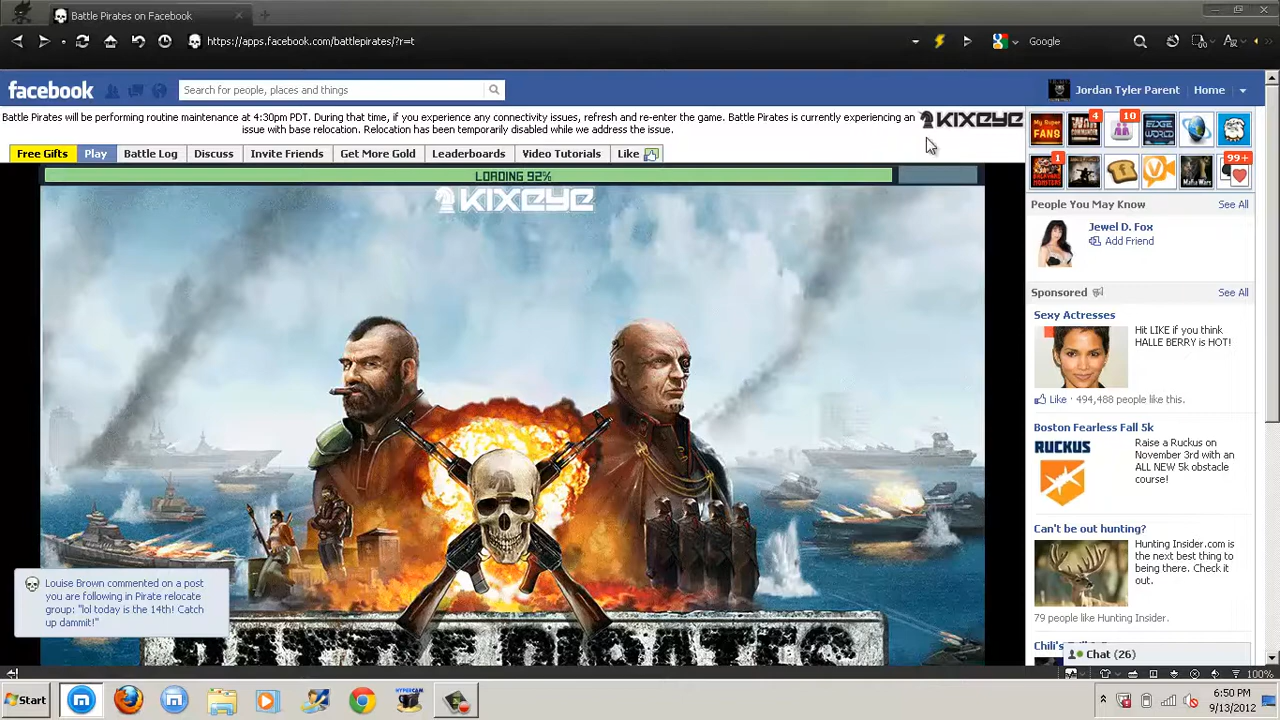 Battle Pirates on Facebook
https://apps.facebook.com/battlepirates/?r=t
Google
facebook
Search for people, places and things
Jordan Tyler Parent
Home
Battle Pirates will be performing routine maintenance at 4:30pm PDT. During that time, if you experience any connectivity issues, refresh and re-enter the game. Battle Pirates is currently experiencing an
issue with base relocation. Relocation has been temporarily disabled while we address the issue.
KIXEYE
Free Gifts
Play
Battle Log
Discuss
Invite Friends
Get More Gold
Leaderboards
Video Tutorials
Like
LOADING 92%
KIXEYE
4
10
1
99+
People You May Know
See All
Jewel D. Fox
Add Friend
Sponsored
See All
Sexy Actresses
Hit LIKE if you think
HALLE BERRY is HOT!
Like · 494,488 people like this.
Boston Fearless Fall 5k
RUCKUS
Raise a Ruckus on
November 3rd with an
ALL NEW 5k obstacle
course!
Can't be out hunting?
Hunting Insider.com is
the next best thing to
being there. Check it
out.
79 people like Hunting Insider.
Chili's
Chat (26)
Louise Brown commented on a post
you are following in Pirate relocate
group: "lol today is the 14th! Catch
up dammit!"
100%
Start
HYPERCAM
6:50 PM
9/13/2012